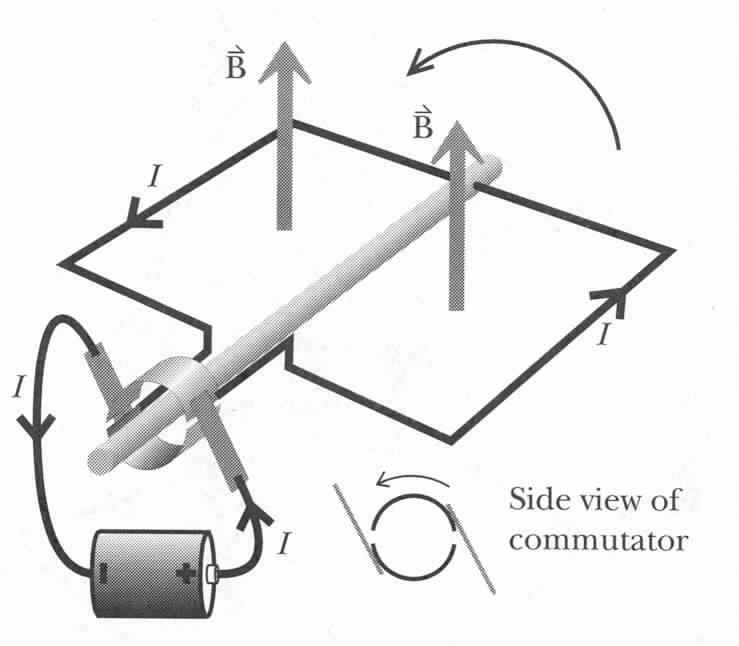 B⃗
B⃗
I
I
I
I
- +
Side view of
commutator